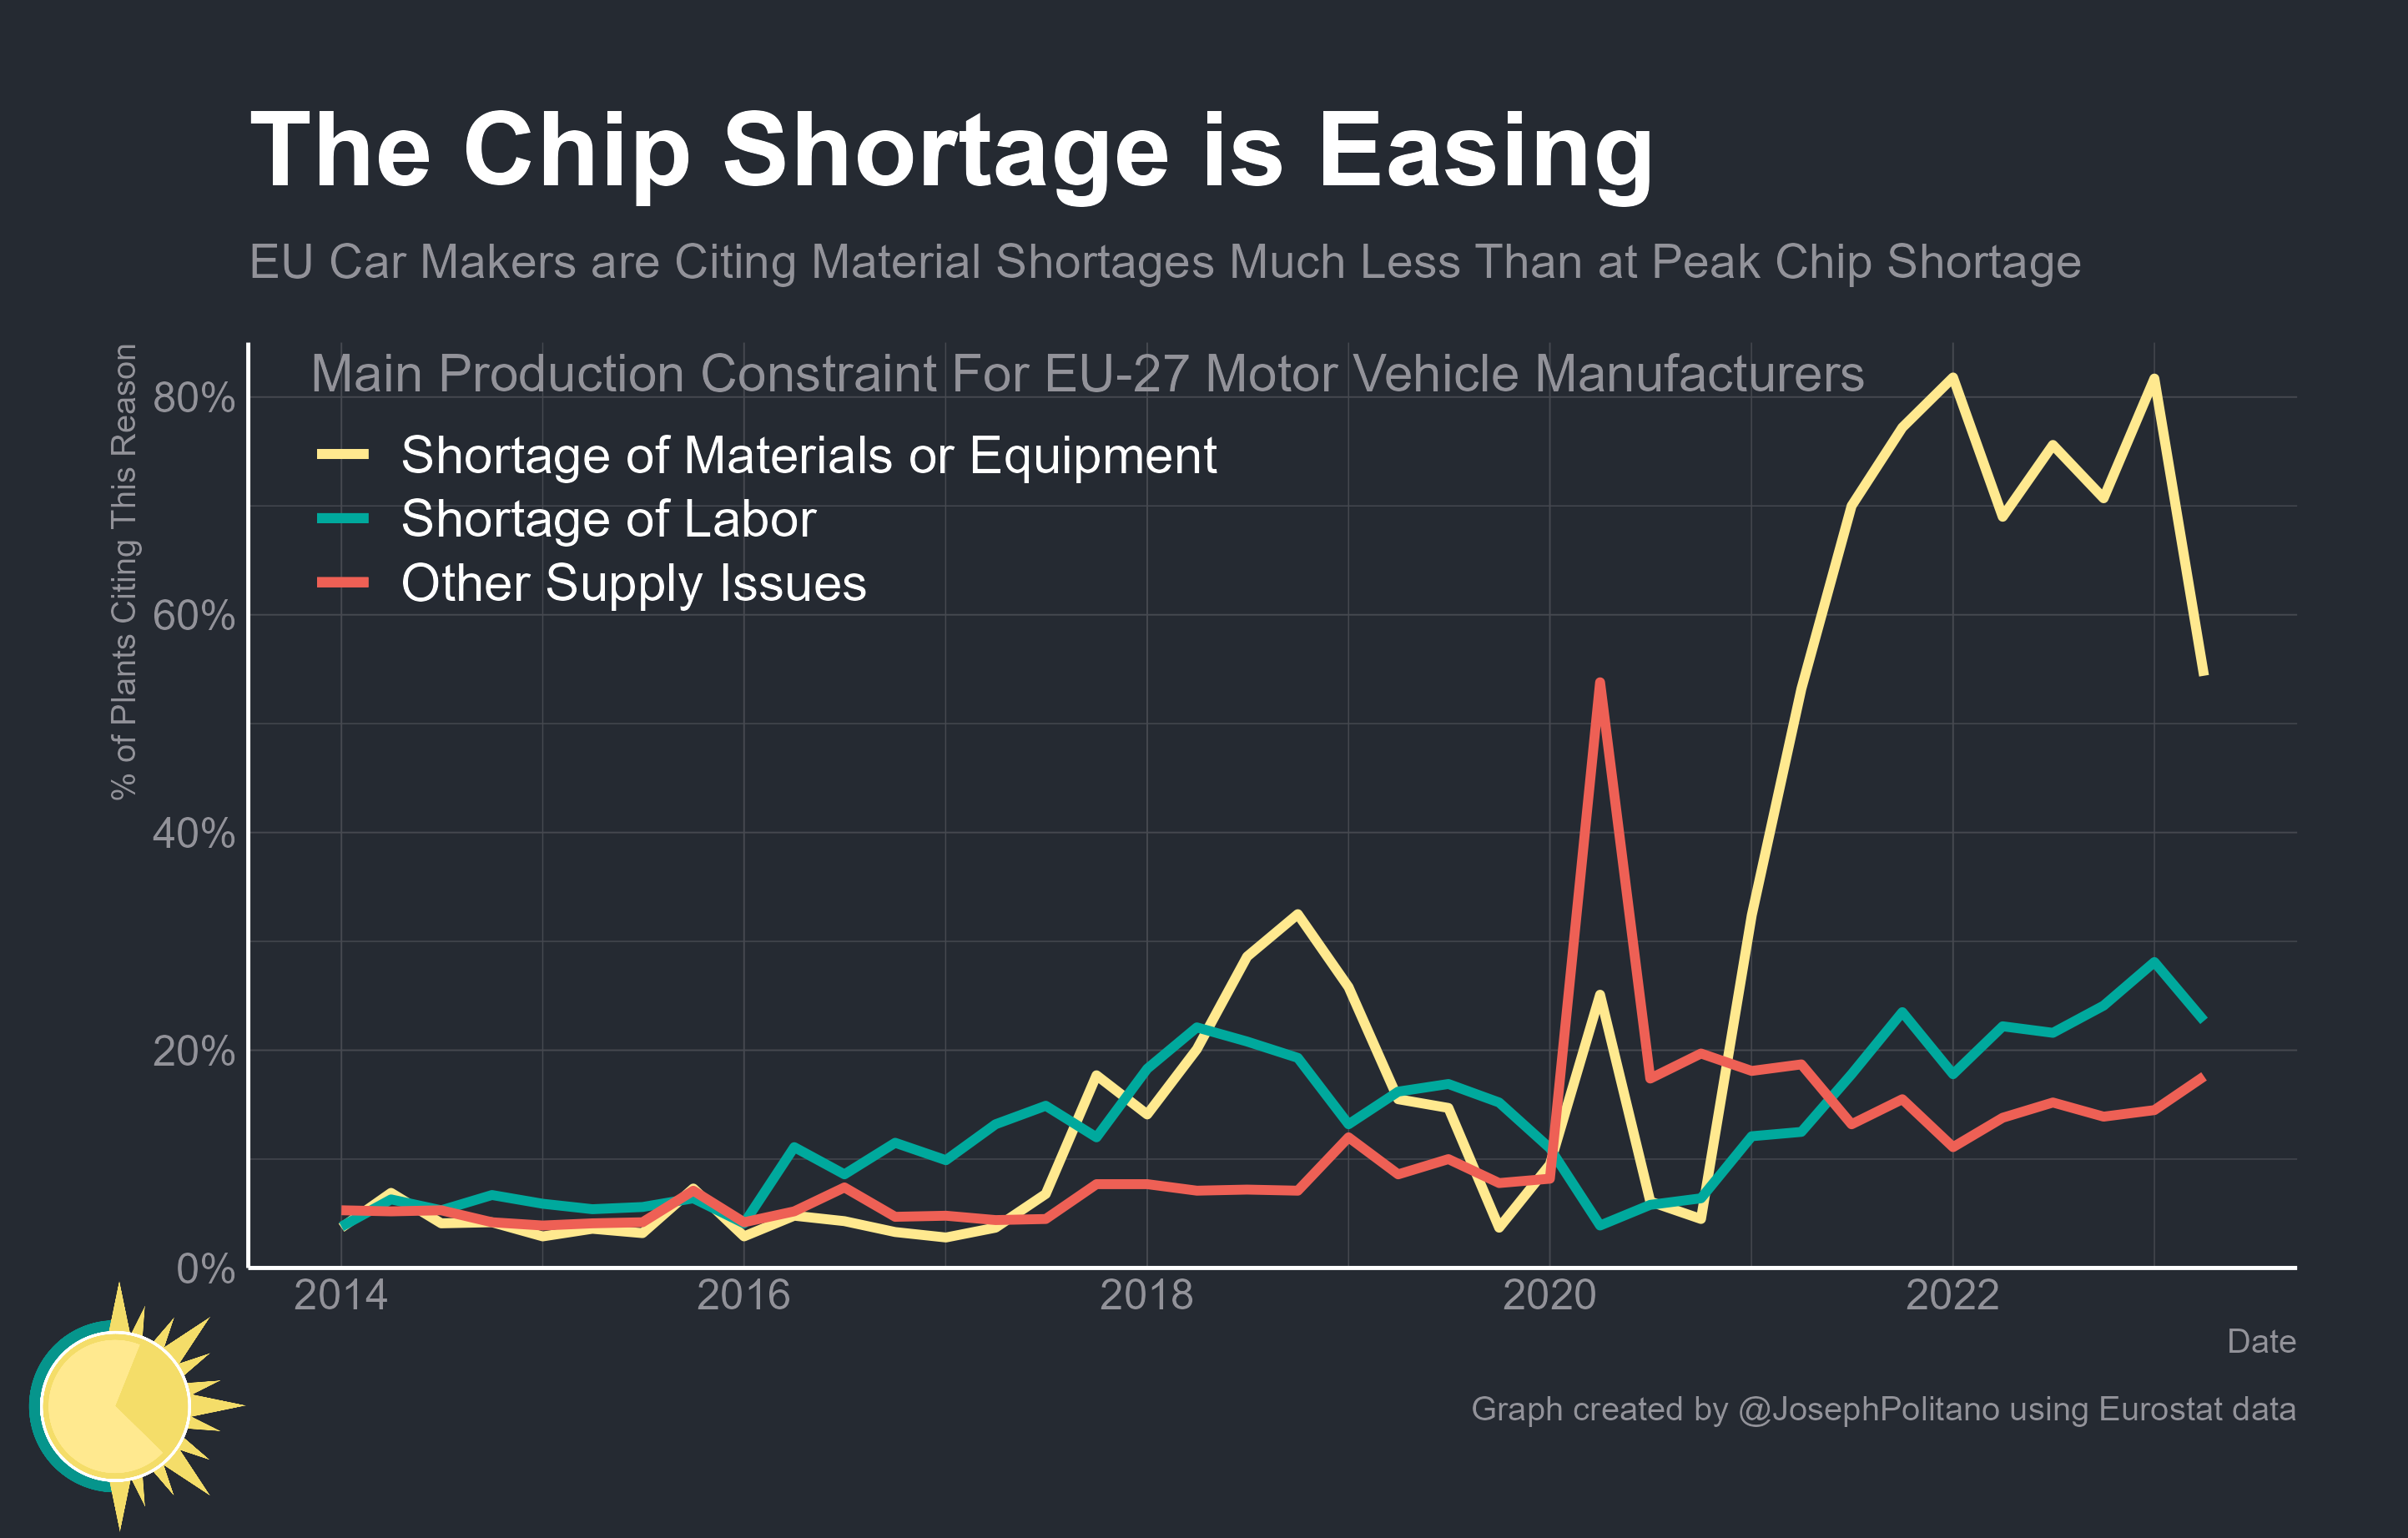 The Chip Shortage is Easing
EU Car Makers are Citing Material Shortages Much Less Than at Peak Chip Shortage
% of Plants Citing This Reason
Main Production Constraint For EU-27 Motor Vehicle Manufacturers
Shortage of Materials or Equipment
Shortage of Labor
Other Supply Issues
80%
60%
40%
20%
0%
2014 2016 2018 2020 2022
Date
Graph created by @JosephPolitano using Eurostat data